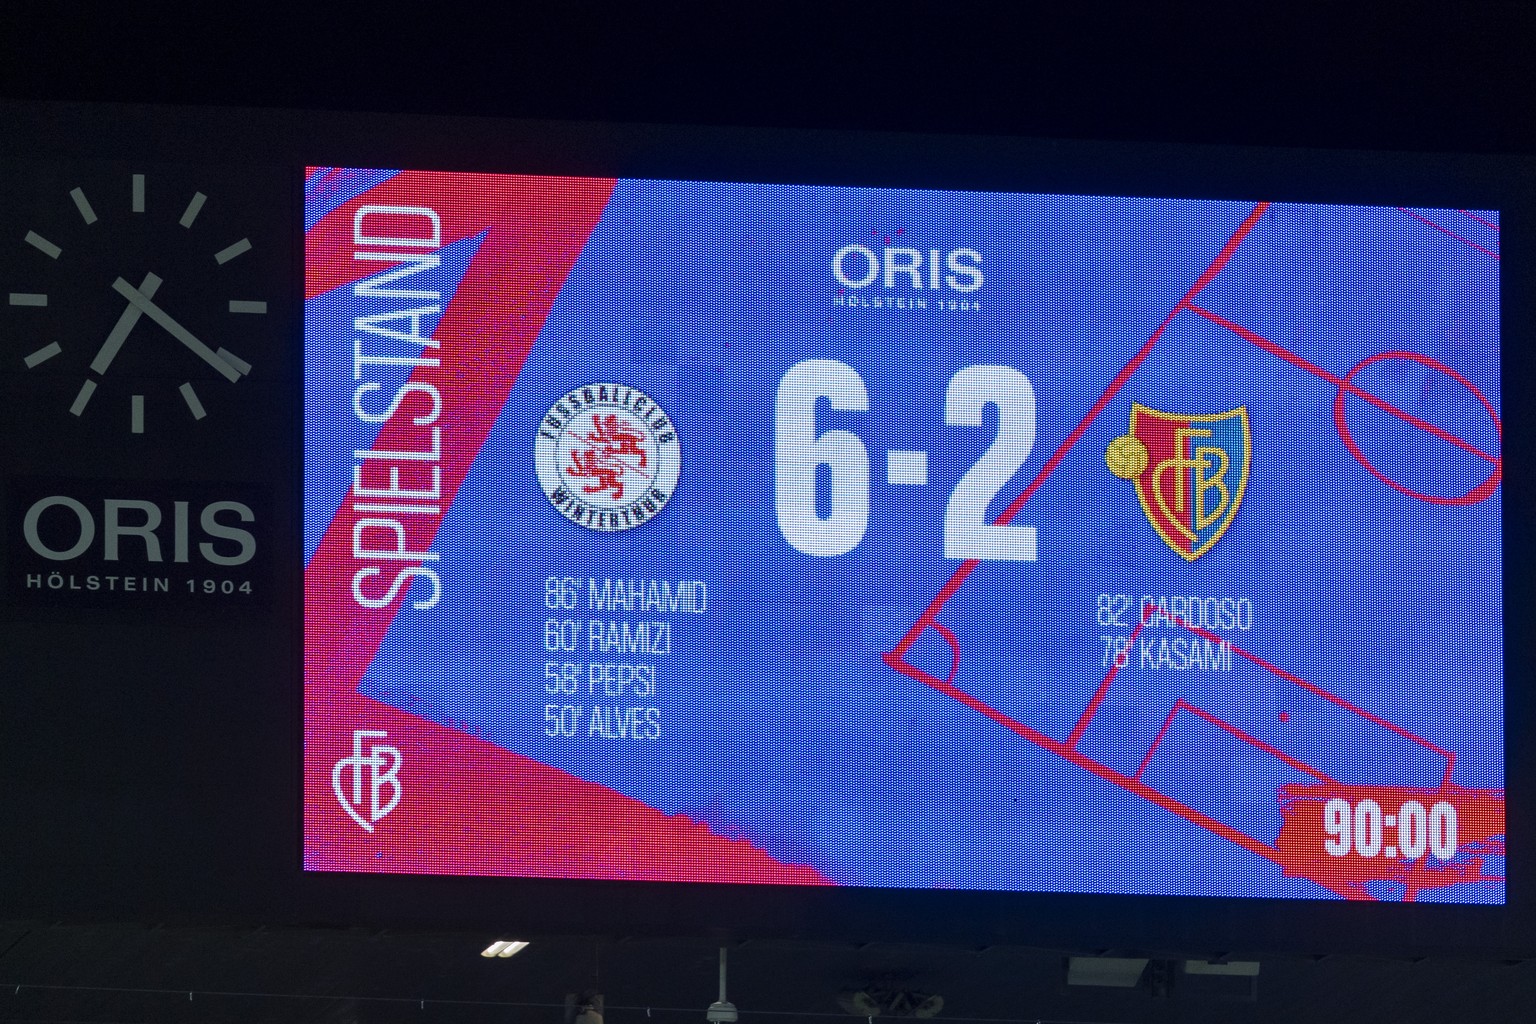 SPIELSTAND
ORIS
HÖLSTEIN 1904
6-2
FUSSBALLCLUB
WINTERTHUR
FCB
86' MAHAMID
60' RAMIZI
58' PEPSI
50' ALVES
82' CARDOSO
78' KASAMI
FCB
90:00
ORIS
HÖLSTEIN 1904